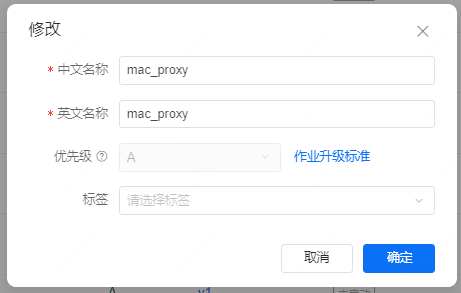 修改
* 中文名称 mac_proxy
* 英文名称 mac_proxy
优先级 A 作业升级标准
标签 请选择标签
取消 确定
A v1